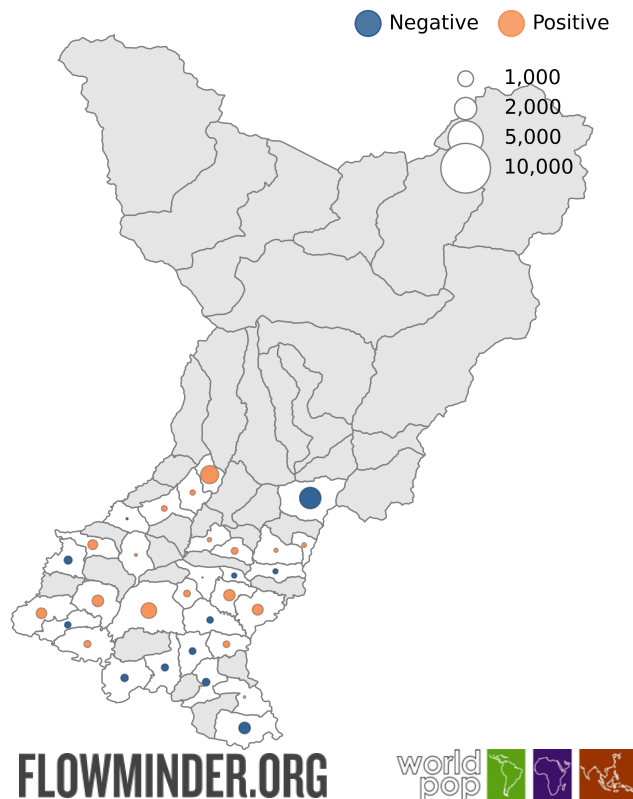 Negative Positive
1,000
2,000
5,000
10,000
FLOWMINDER.ORG
world
pop